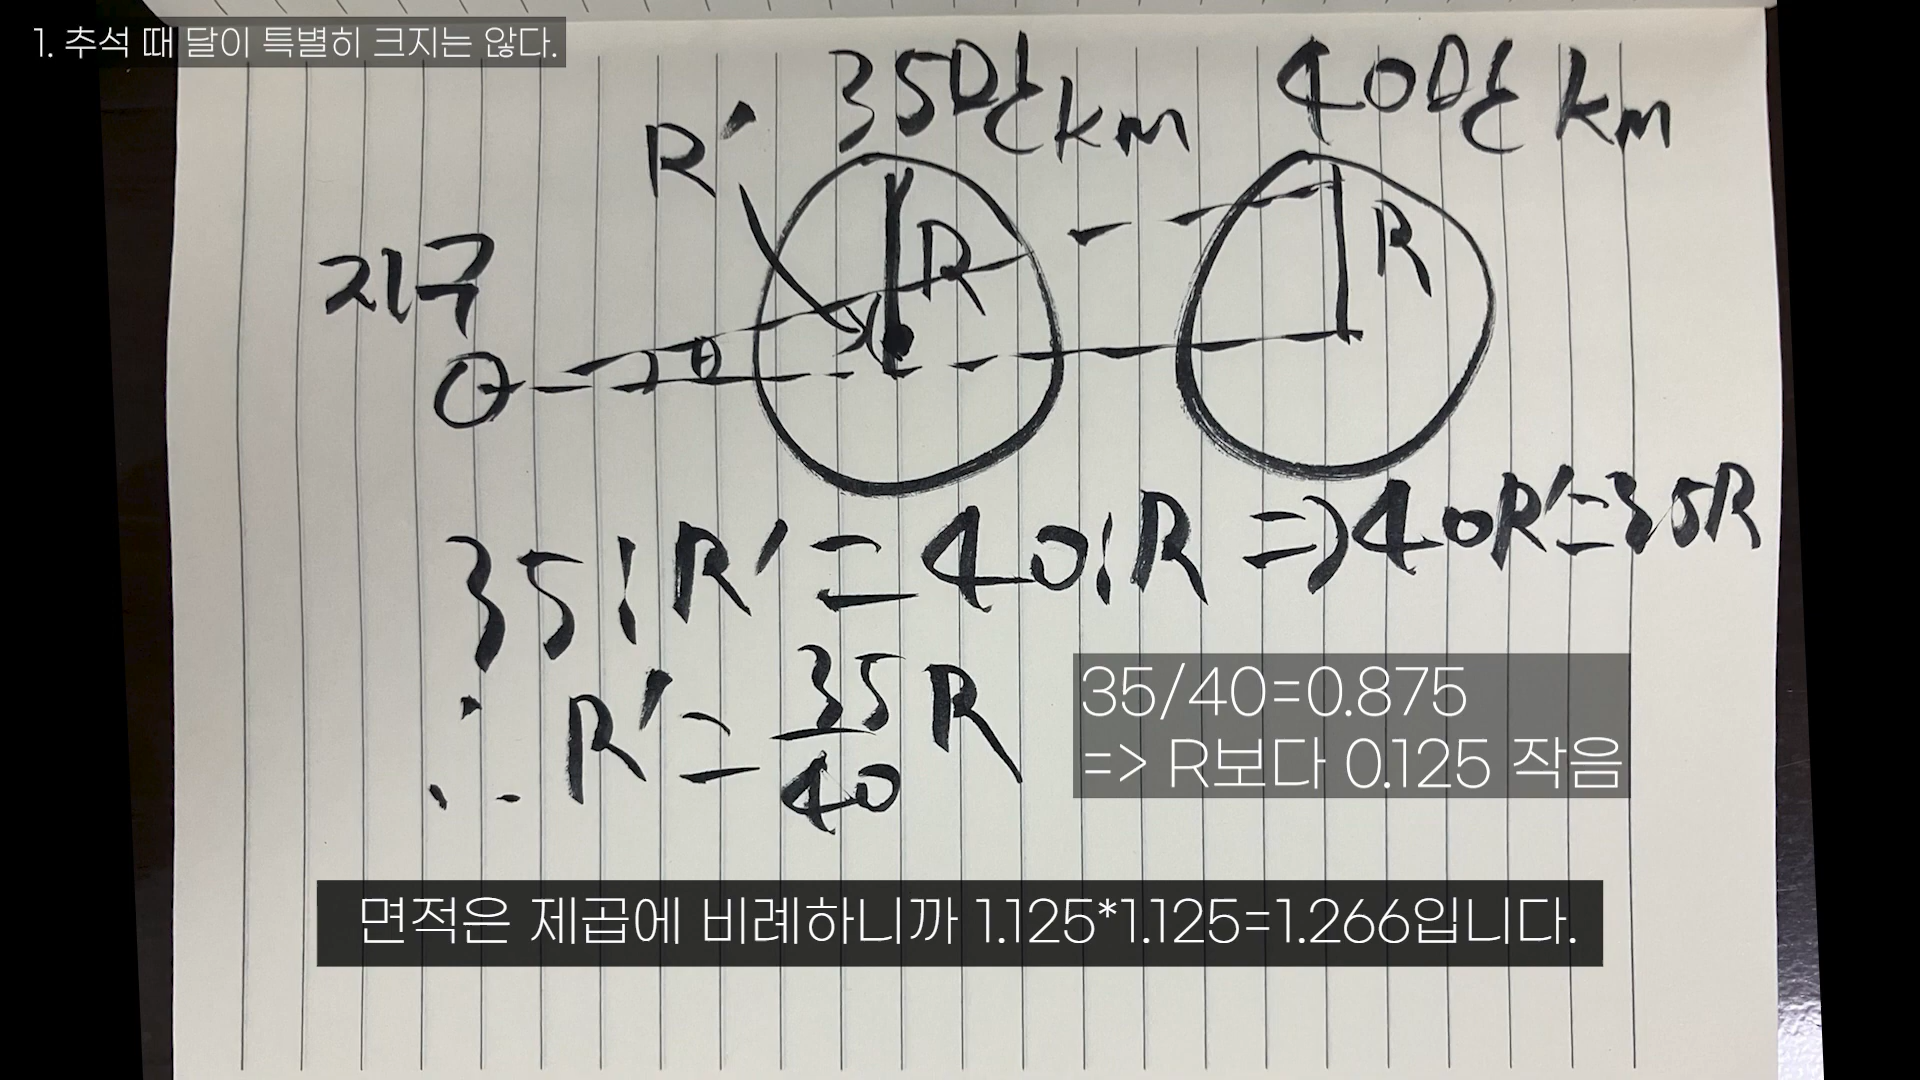 1. 추석 때 달이 특별히 크지는 않다.
35만km
40만km
R'
지구
R
R
θ
35:R'=40:R ⇒ 40R'=35R
∴ R'=35/40 R
35/40=0.875
=> R보다 0.125 작음
면적은 제곱에 비례하니까 1.125*1.125=1.266입니다.